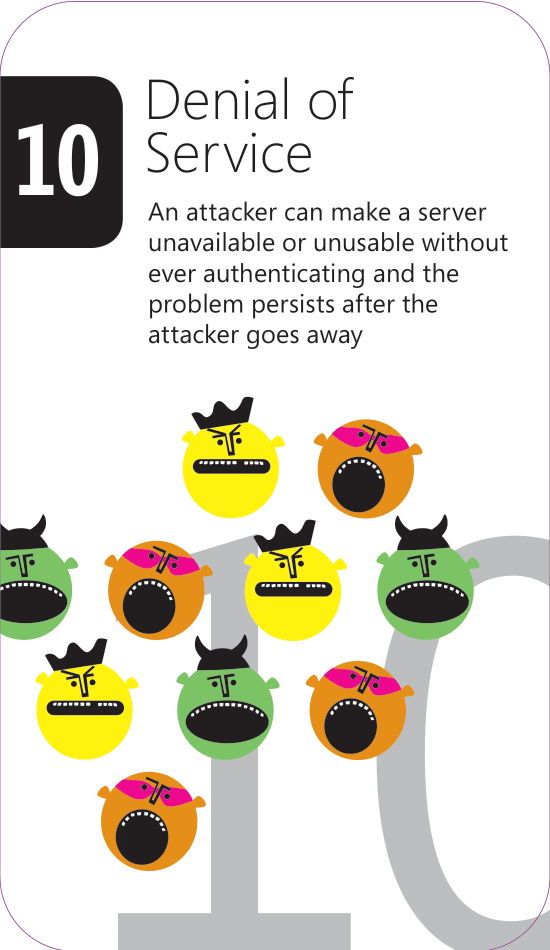 10
Denial of
Service
An attacker can make a server
unavailable or unusable without
ever authenticating and the
problem persists after the
attacker goes away
10